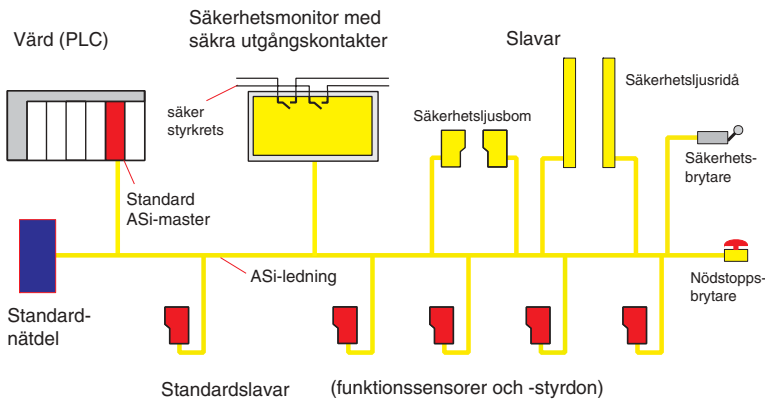 Värd (PLC)
Säkerhetsmonitor med
säkra utgångskontakter
Slavar
säker
styrkrets
Säkerhetsljusbom
Säkerhetsljusridå
Säkerhets-
brytare
Standard
ASi-master
ASi-ledning
Nödstopps-
brytare
Standard-
nätdel
Standardslavar (funktionssensorer och -styrdon)